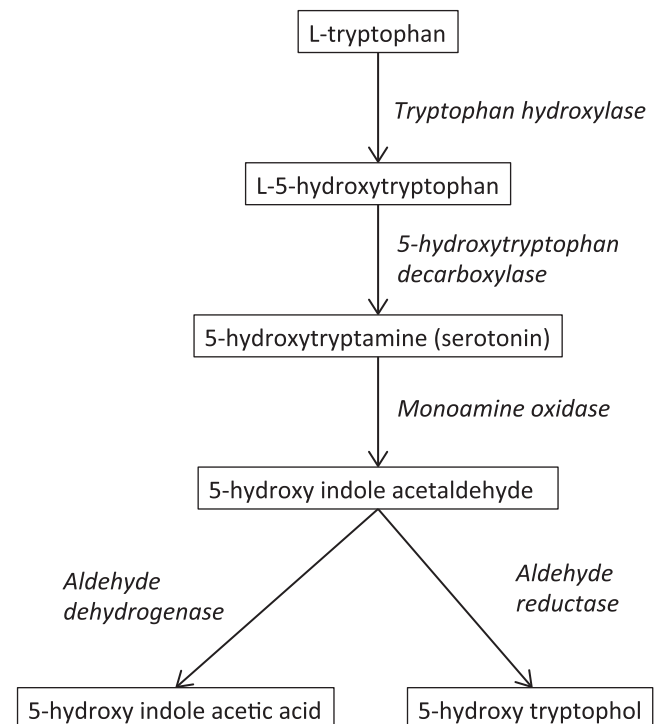 L-tryptophan
Tryptophan hydroxylase
L-5-hydroxytryptophan
5-hydroxytryptophan
decarboxylase
5-hydroxytryptamine (serotonin)
Monoamine oxidase
5-hydroxy indole acetaldehyde
Aldehyde
dehydrogenase
Aldehyde
reductase
5-hydroxy indole acetic acid
5-hydroxy tryptophol